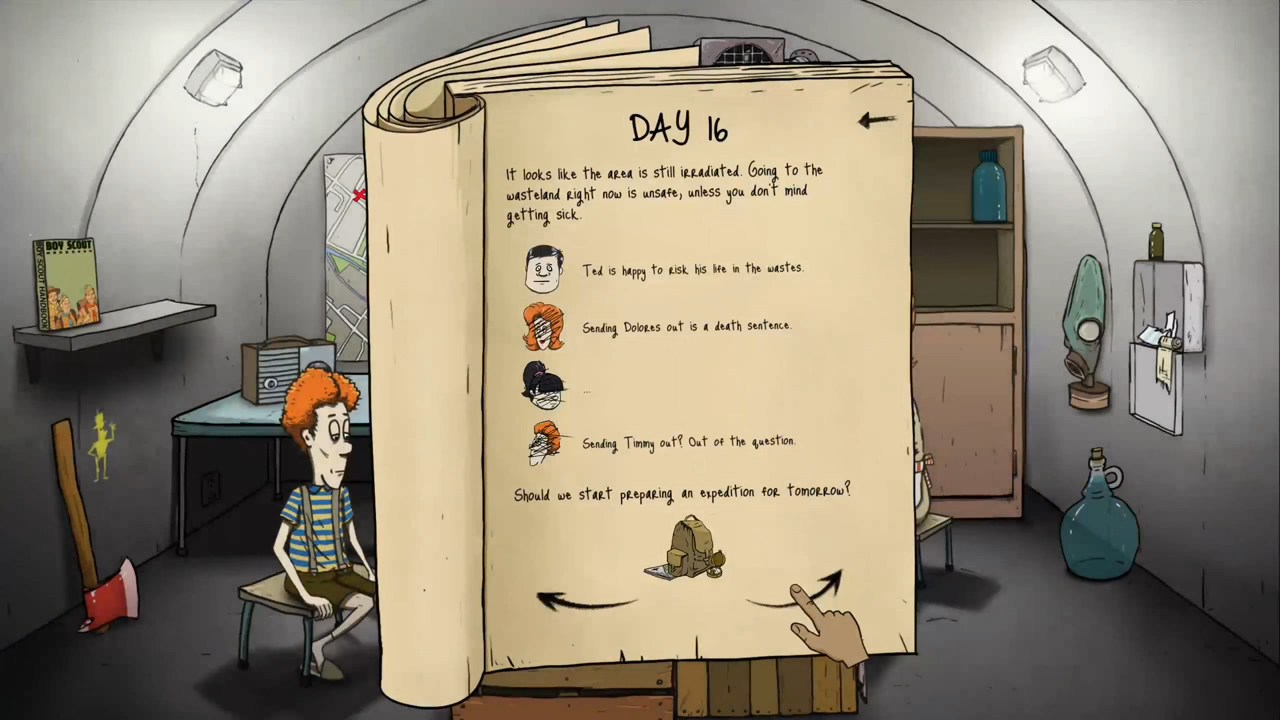 DAY 16
It looks like the area is still irradiated. Going to the
wasteland right now is unsafe, unless you don't mind
getting sick.
Ted is happy to risk his life in the wastes.
Sending Dolores out is a death sentence.
...
Sending Timmy out? Out of the question.
Should we start preparing an expedition for tomorrow?
BOY SCOUT
BOY SCOUT HANDBOOK